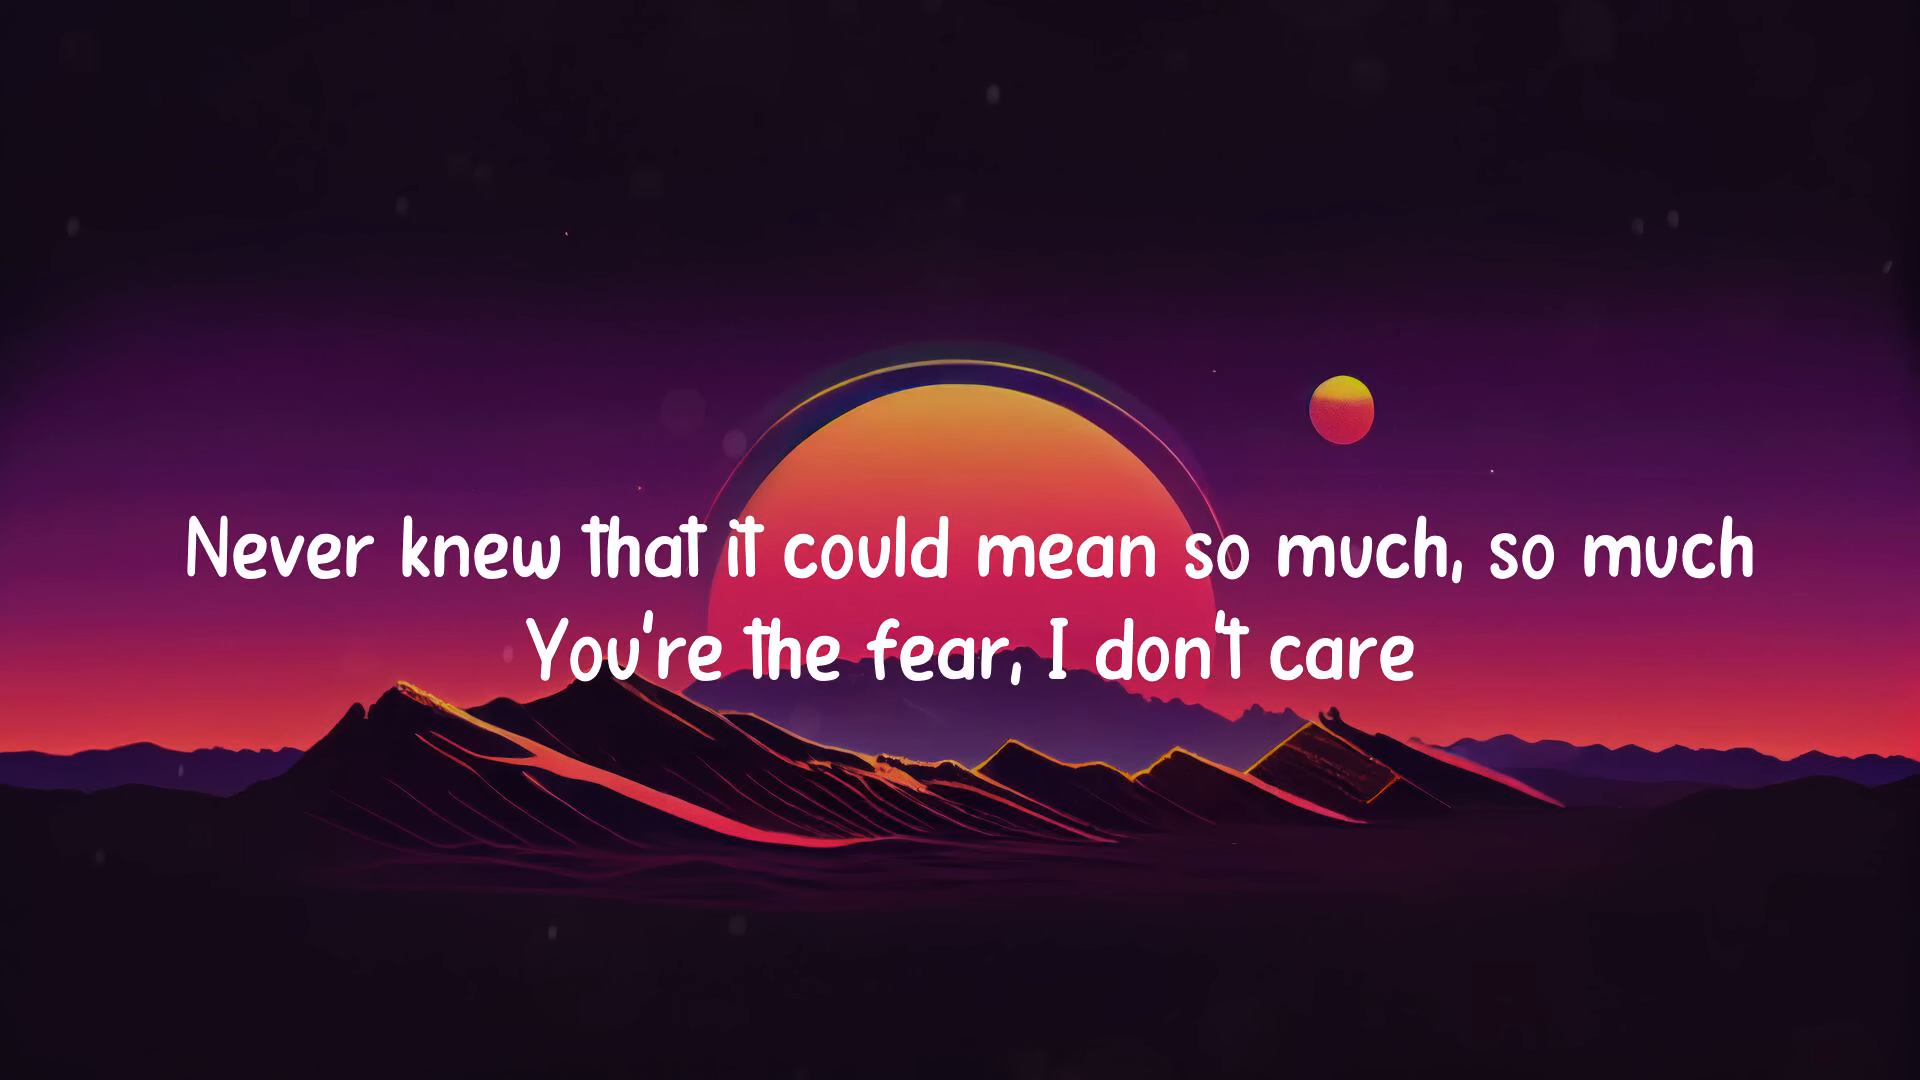 Never knew that it could mean so much, so much
You're the fear, I don't care